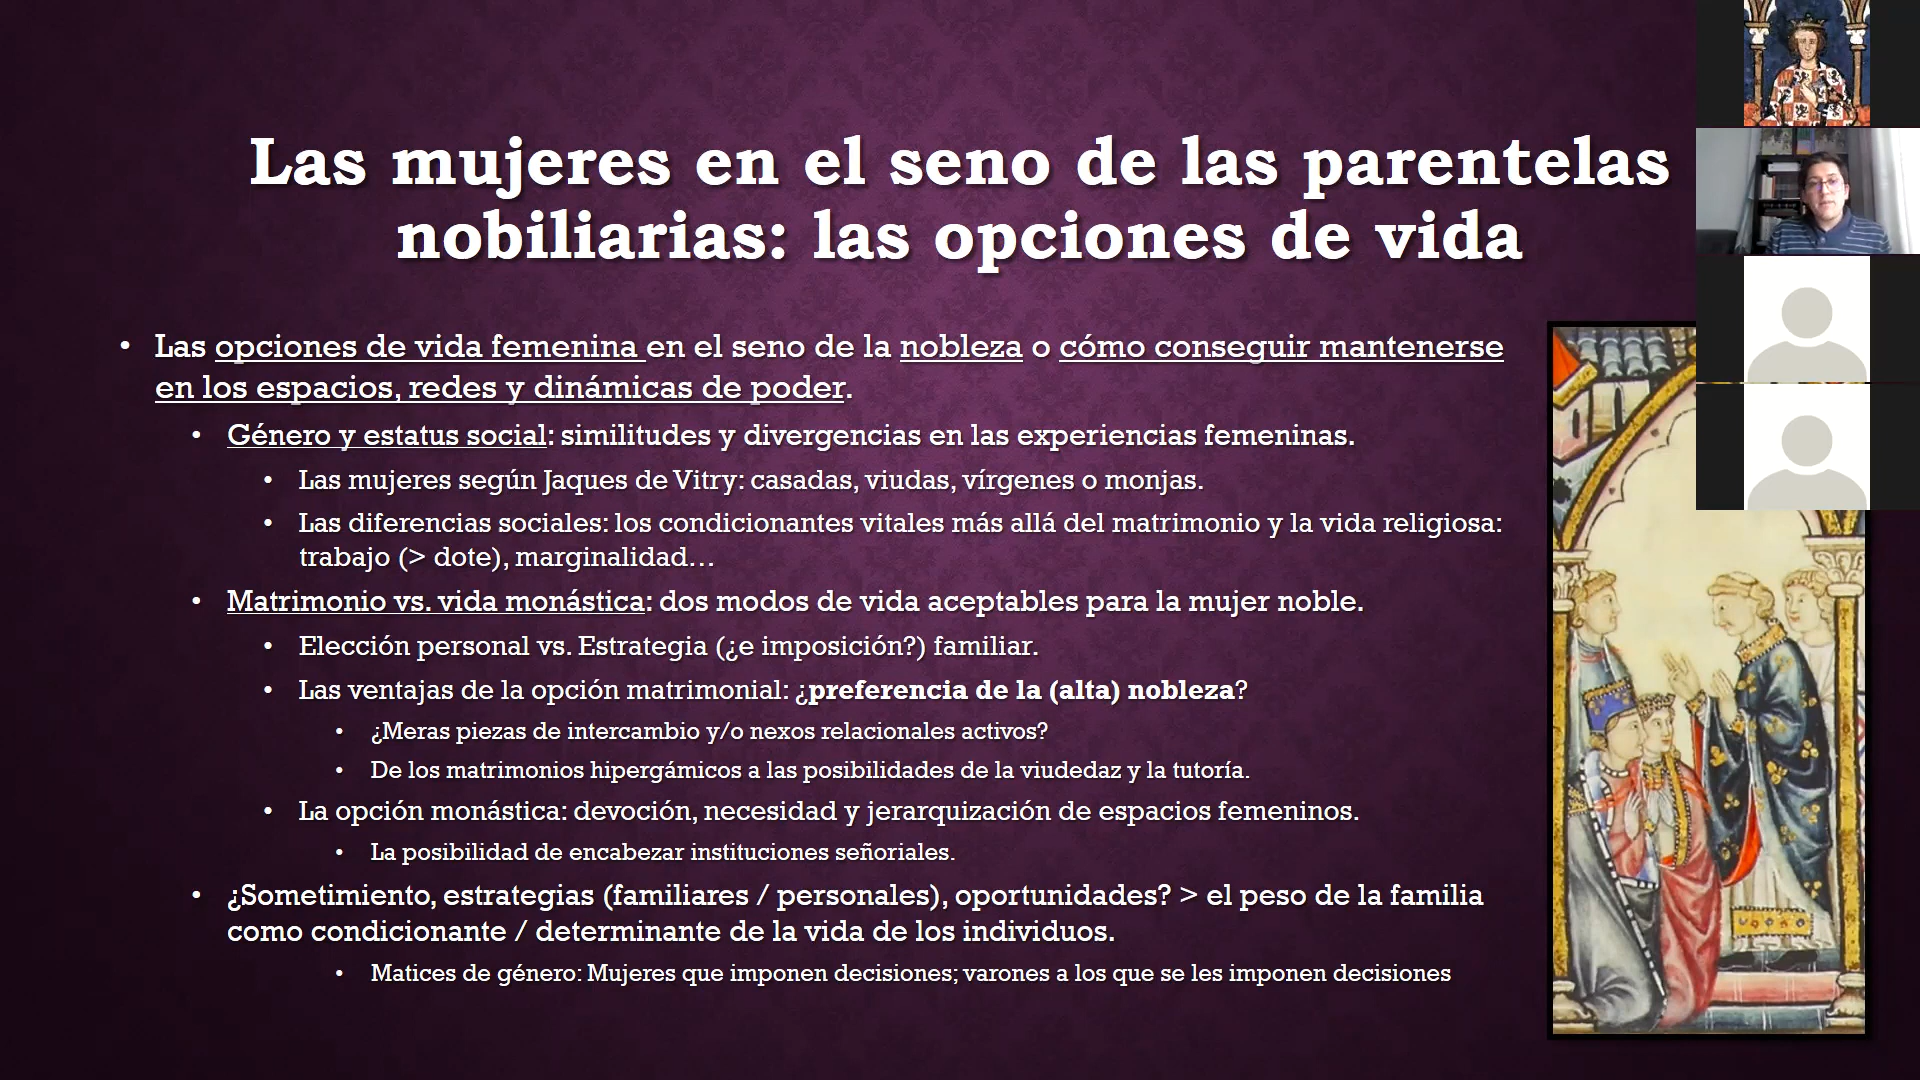 Las mujeres en el seno de las parentelas
nobiliarias: las opciones de vida
• Las opciones de vida femenina en el seno de la nobleza o cómo conseguir mantenerse
en los espacios, redes y dinámicas de poder.
• Género y estatus social: similitudes y divergencias en las experiencias femeninas.
• Las mujeres según Jaques de Vitry: casadas, viudas, vírgenes o monjas.
• Las diferencias sociales: los condicionantes vitales más allá del matrimonio y la vida religiosa:
trabajo (> dote), marginalidad…
• Matrimonio vs. vida monástica: dos modos de vida aceptables para la mujer noble.
• Elección personal vs. Estrategia (¿e imposición?) familiar.
• Las ventajas de la opción matrimonial: ¿preferencia de la (alta) nobleza?
• ¿Meras piezas de intercambio y/o nexos relacionales activos?
• De los matrimonios hipergámicos a las posibilidades de la viudedaz y la tutoría.
• La opción monástica: devoción, necesidad y jerarquización de espacios femeninos.
• La posibilidad de encabezar instituciones señoriales.
• ¿Sometimiento, estrategias (familiares / personales), oportunidades? > el peso de la familia
como condicionante / determinante de la vida de los individuos.
• Matices de género: Mujeres que imponen decisiones; varones a los que se les imponen decisiones